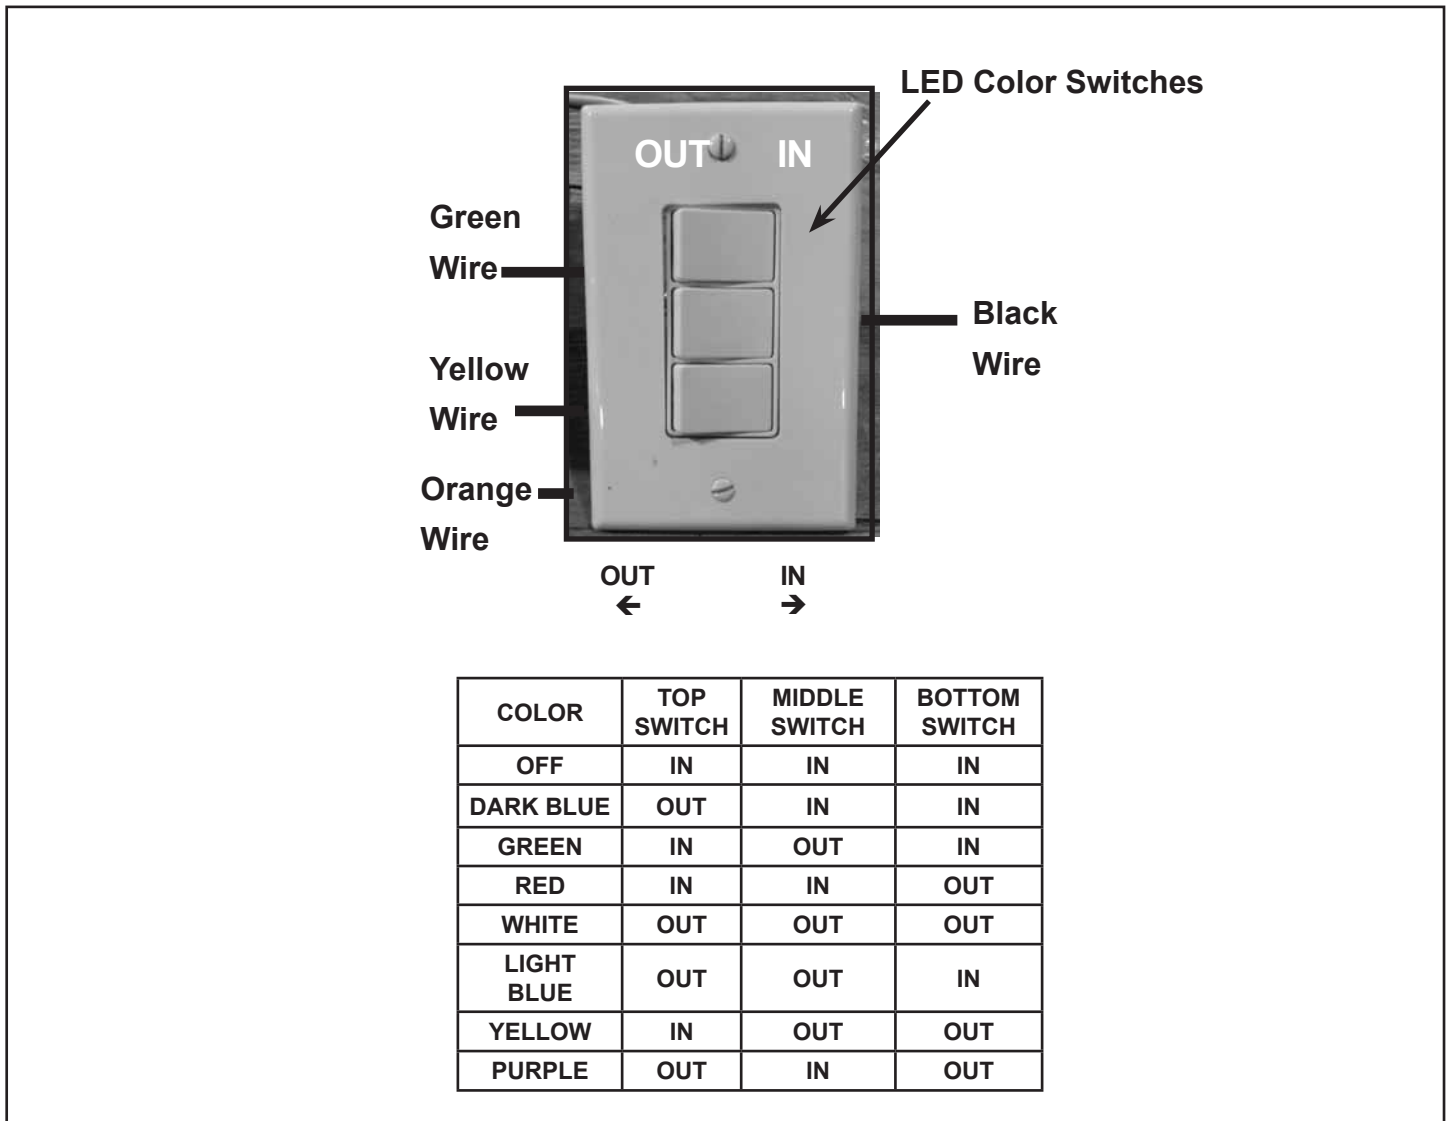 LED Color Switches
OUT IN
Green
Wire
Yellow
Wire
Orange
Wire
Black
Wire
OUT IN
← →
COLOR TOP SWITCH MIDDLE SWITCH BOTTOM SWITCH
OFF IN IN IN
DARK BLUE OUT IN IN
GREEN IN OUT IN
RED IN IN OUT
WHITE OUT OUT OUT
LIGHT BLUE OUT OUT IN
YELLOW IN OUT OUT
PURPLE OUT IN OUT